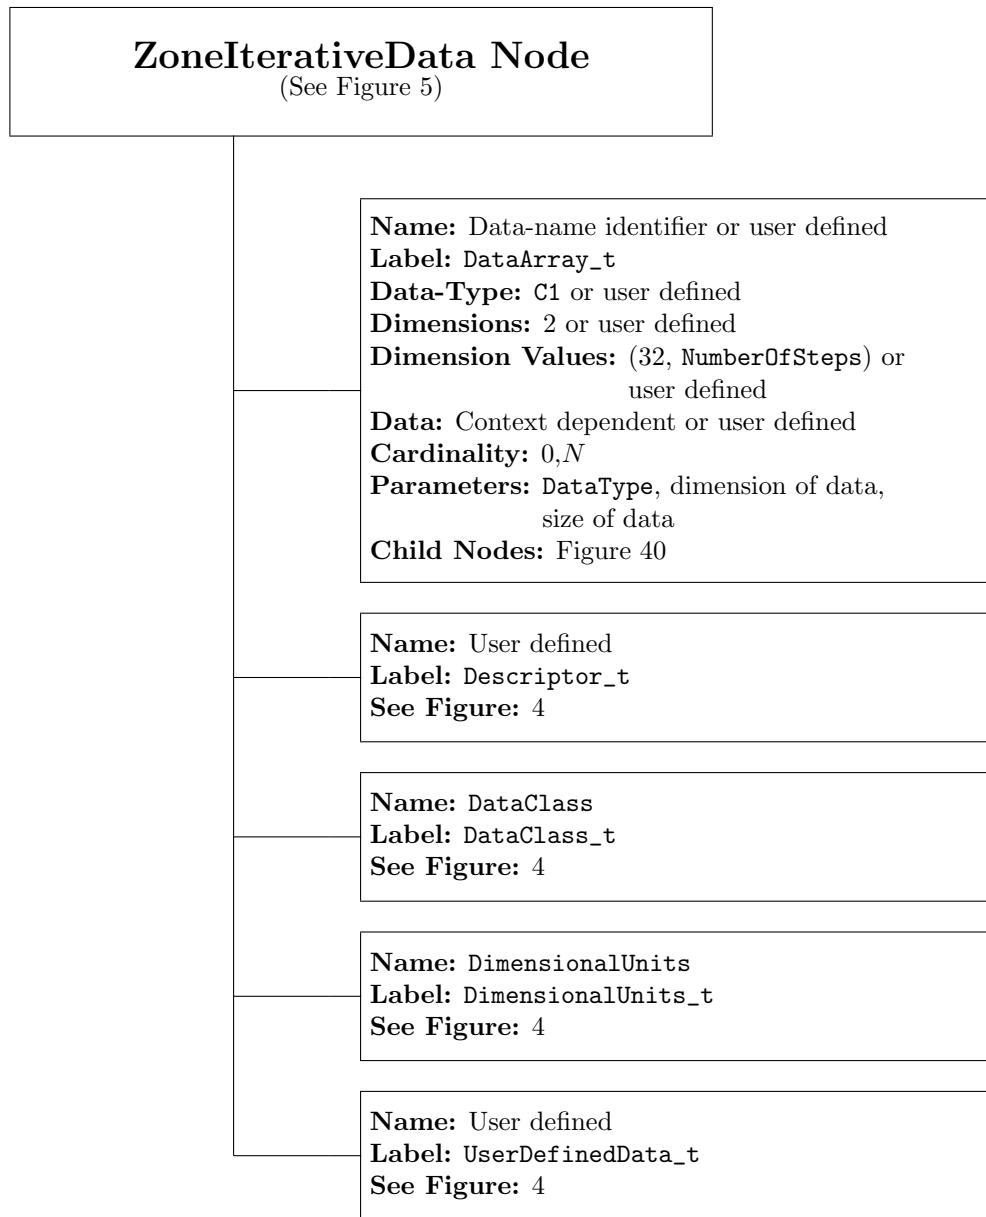 ZoneIterativeData Node
(See Figure 5)
Name: Data-name identifier or user defined
Label: DataArray_t
Data-Type: C1 or user defined
Dimensions: 2 or user defined
Dimension Values: (32, NumberOfSteps) or
user defined
Data: Context dependent or user defined
Cardinality: 0,N
Parameters: DataType, dimension of data,
size of data
Child Nodes: Figure 40
Name: User defined
Label: Descriptor_t
See Figure: 4
Name: DataClass
Label: DataClass_t
See Figure: 4
Name: DimensionalUnits
Label: DimensionalUnits_t
See Figure: 4
Name: User defined
Label: UserDefinedData_t
See Figure: 4